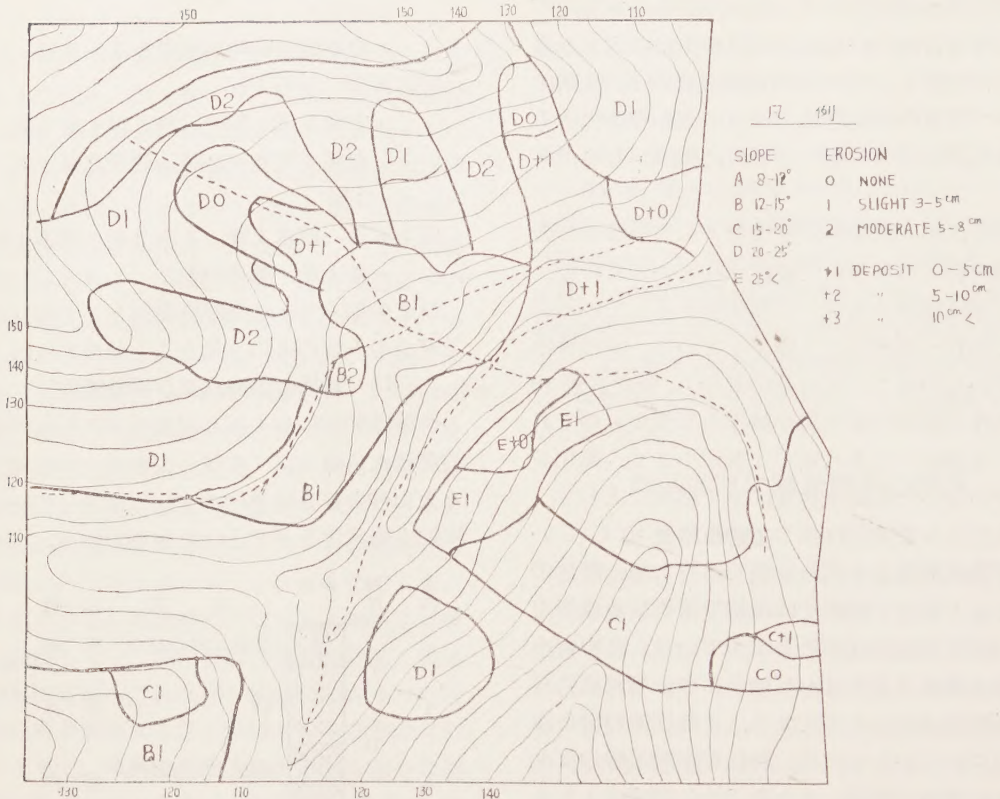 150 150 140 130 120 110
D2 D0 D1
D2 D1 D2 D+1
D1 D0 D+0
D+1
B1 D+1
150
D2
140 B2
130
E+0 E1
D1
120 B1 E1
110
C1
C+1
C1 D1 C0
B1
130 120 110 120 130 140
凡 例
SLOPE EROSION
A 8-12° 0 NONE
B 12-15° 1 SLIGHT 3-5cm
C 15-20° 2 MODERATE 5-8cm
D 20-25°
E 25°< +1 DEPOSIT 0-5cm
+2 〃 5-10cm
+3 〃 10cm<